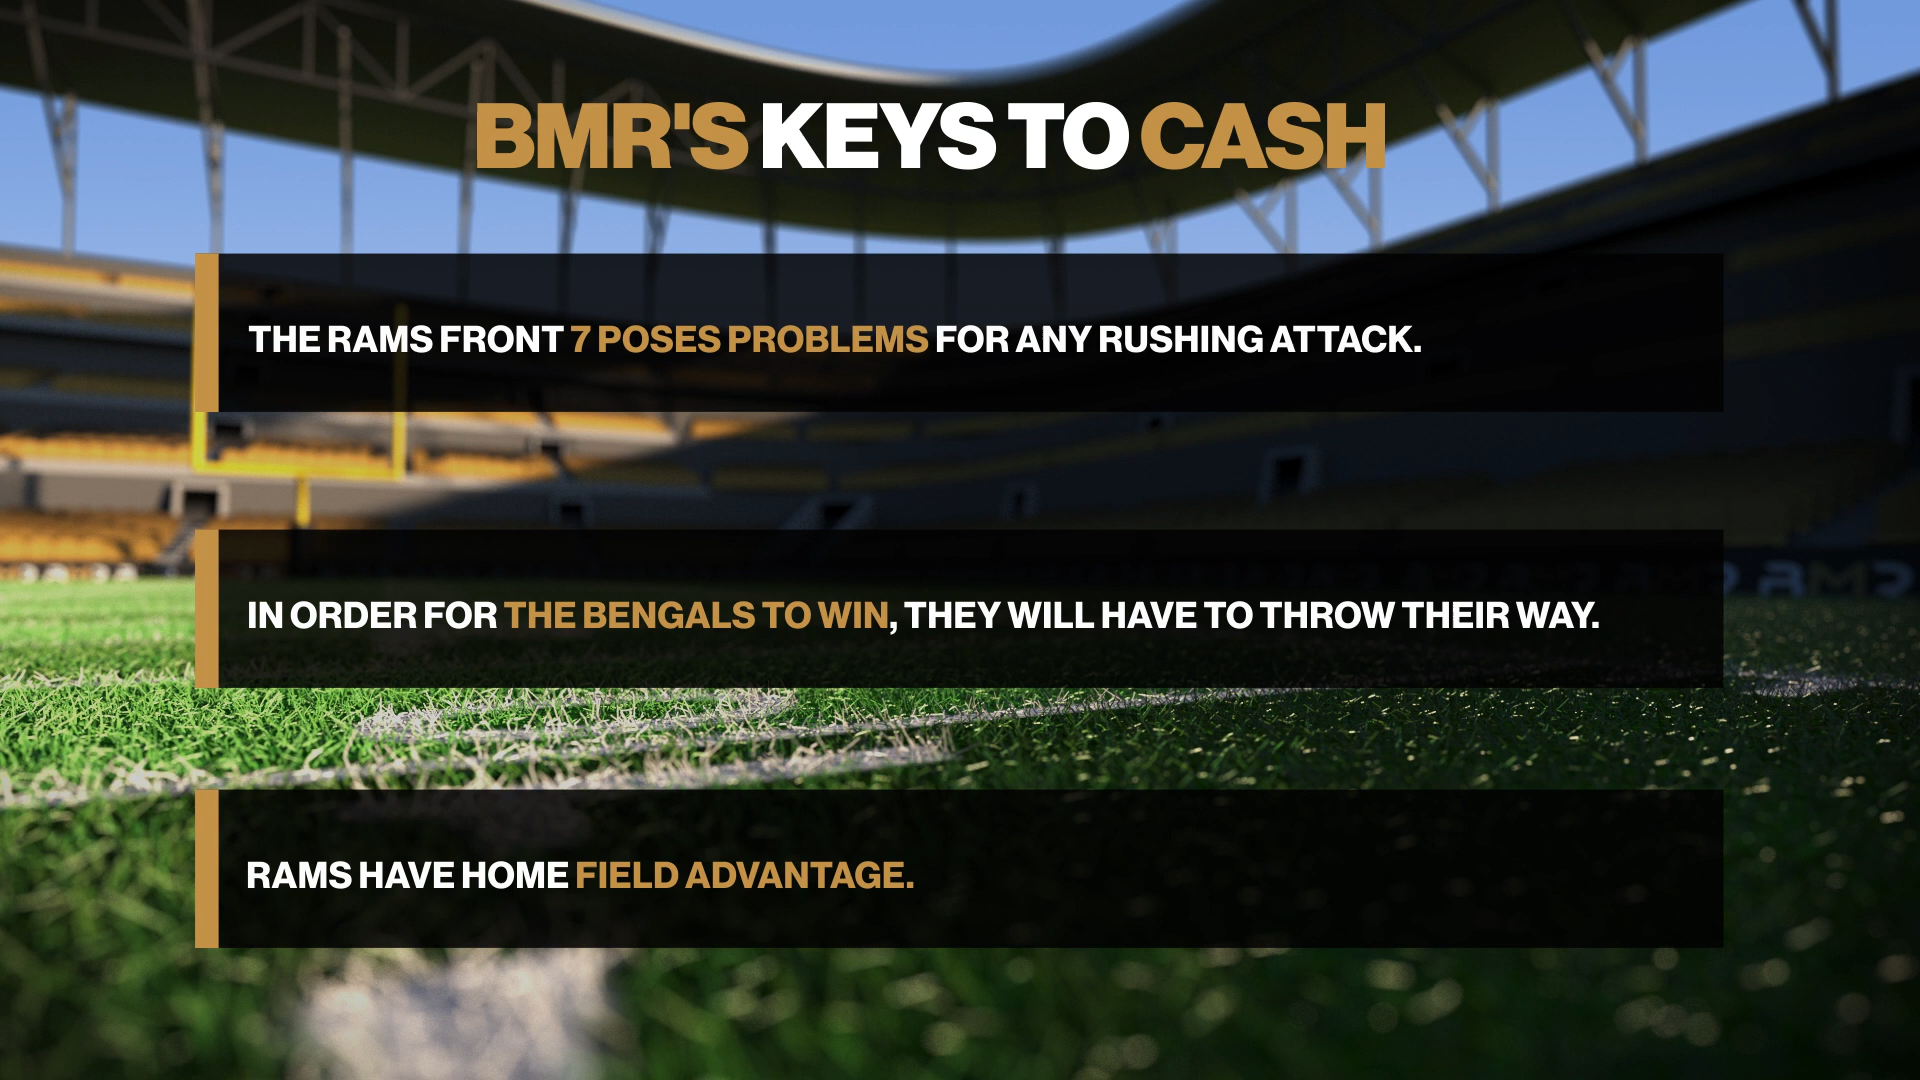 BMR'S KEYS TO CASH
THE RAMS FRONT 7 POSES PROBLEMS FOR ANY RUSHING ATTACK.
IN ORDER FOR THE BENGALS TO WIN, THEY WILL HAVE TO THROW THEIR WAY.
RAMS HAVE HOME FIELD ADVANTAGE.